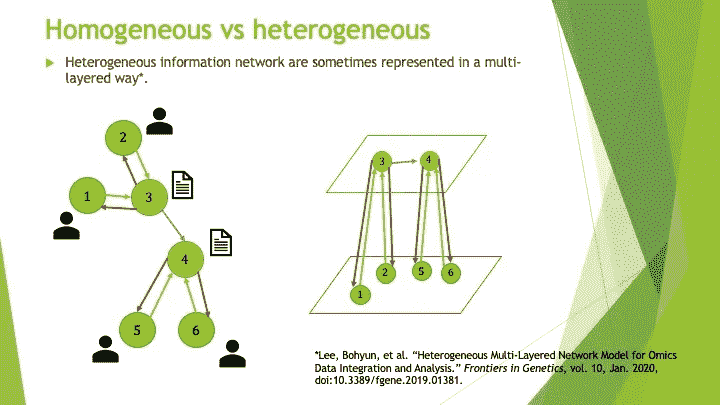 Homogeneous vs heterogeneous
Heterogeneous information network are sometimes represented in a multi-
layered way*.
2
1
3
4
5
6
3
4
2
5
6
1
*Lee, Bohyun, et al. “Heterogeneous Multi-Layered Network Model for Omics
Data Integration and Analysis.” Frontiers in Genetics, vol. 10, Jan. 2020,
doi:10.3389/fgene.2019.01381.